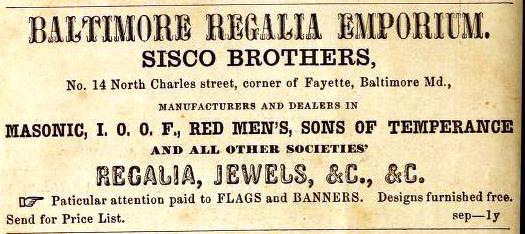 BALTIMORE REGALIA EMPORIUM.
SISCO BROTHERS,
No. 14 North Charles street, corner of Fayette, Baltimore Md.,
MANUFACTURERS AND DEALERS IN
MASONIC, I. O. O. F., RED MEN'S, SONS OF TEMPERANCE
AND ALL OTHER SOCIETIES'
REGALIA, JEWELS, &C., &C.
☞ Paticular attention paid to FLAGS and BANNERS. Designs furnished free.
Send for Price List. sep—1y